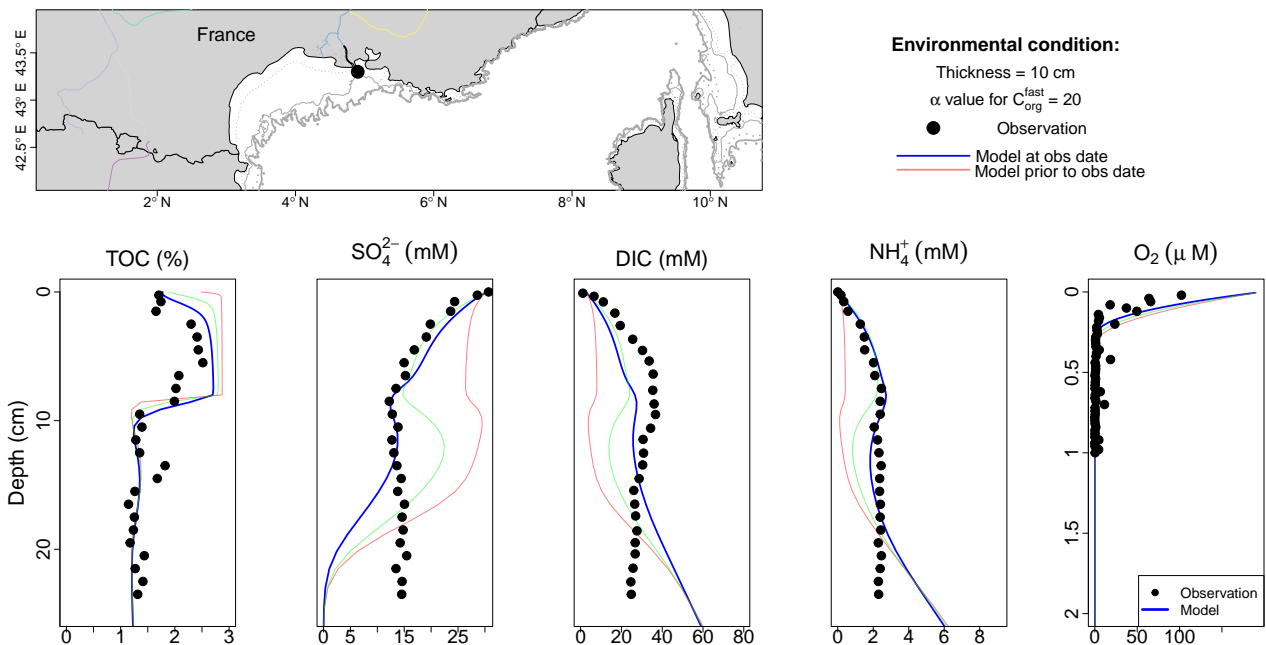 France
43.5° E
43° E
42.5° E
2° N
4° N
6° N
8° N
10° N
Environmental condition:
Thickness = 10 cm
α value for C_org^fast = 20
Observation
Model at obs date
Model prior to obs date
TOC (%)
SO₄²⁻ (mM)
DIC (mM)
NH₄⁺ (mM)
O₂ (μ M)
Depth (cm)
0
10
20
0 1 2 3
0 5 15 25
0 20 40 60 80
0 2 4 6 8
0
0.5
1
1.5
2
0 50 100
Observation
Model